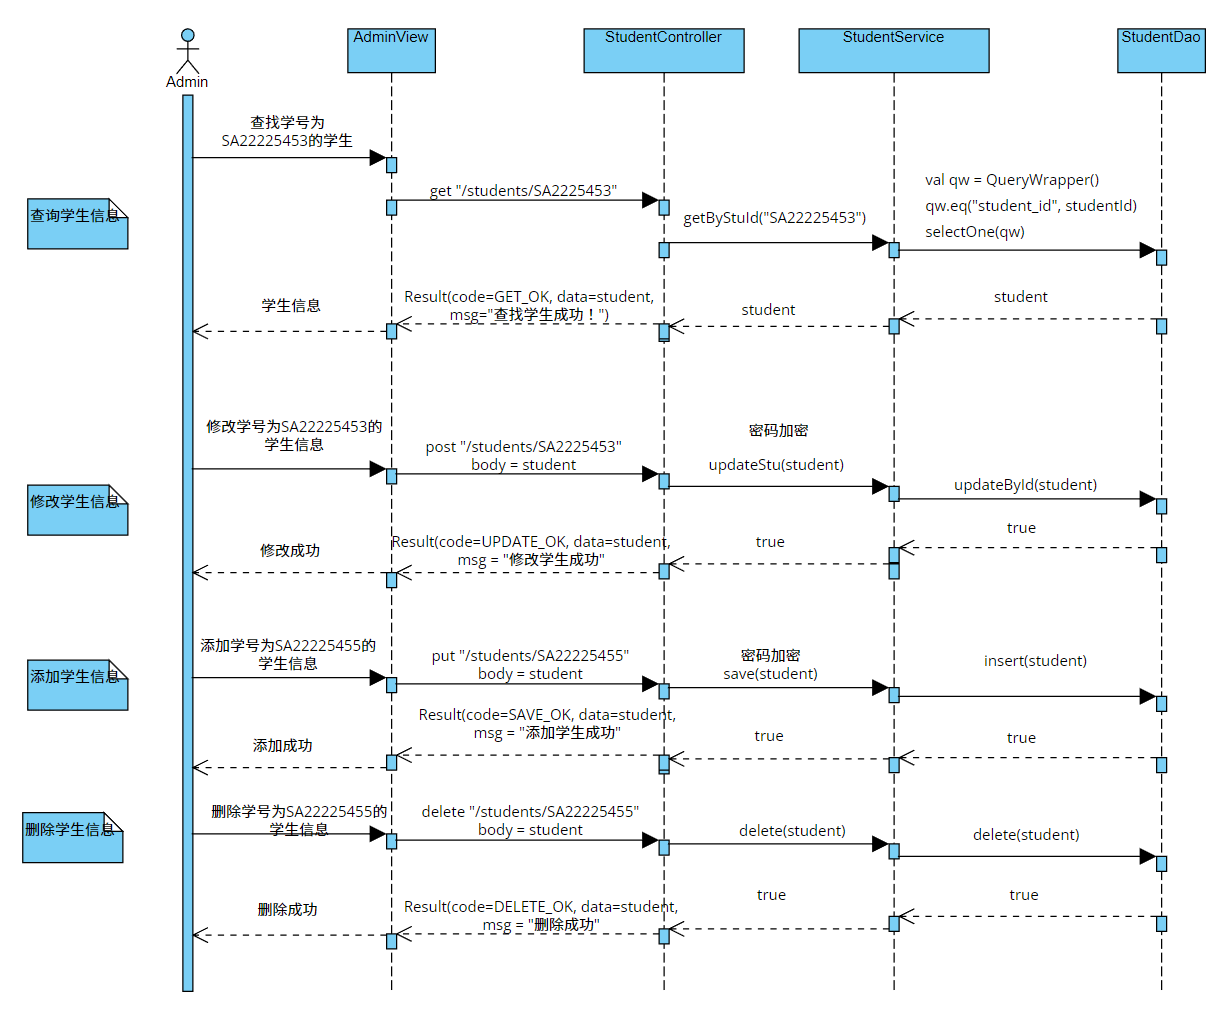 AdminView
StudentController
StudentService
StudentDao
Admin
查找学号为
SA22225453的学生
查询学生信息
get "/students/SA2225453"
getByStuId("SA22225453")
val qw = QueryWrapper()
qw.eq("student_id", studentId)
selectOne(qw)
学生信息
Result(code=GET_OK, data=student,
msg="查找学生成功！")
student
student
修改学号为SA22225453的
学生信息
修改学生信息
post "/students/SA2225453"
body = student
密码加密
updateStu(student)
updateById(student)
修改成功
Result(code=UPDATE_OK, data=student,
msg = "修改学生成功"
true
true
添加学号为SA22225455的
学生信息
添加学生信息
put "/students/SA22225455"
body = student
密码加密
save(student)
insert(student)
添加成功
Result(code=SAVE_OK, data=student,
msg = "添加学生成功"
true
true
删除学号为SA22225455的
学生信息
删除学生信息
delete "/students/SA22225455"
body = student
delete(student)
delete(student)
删除成功
Result(code=DELETE_OK, data=student,
msg = "删除成功"
true
true